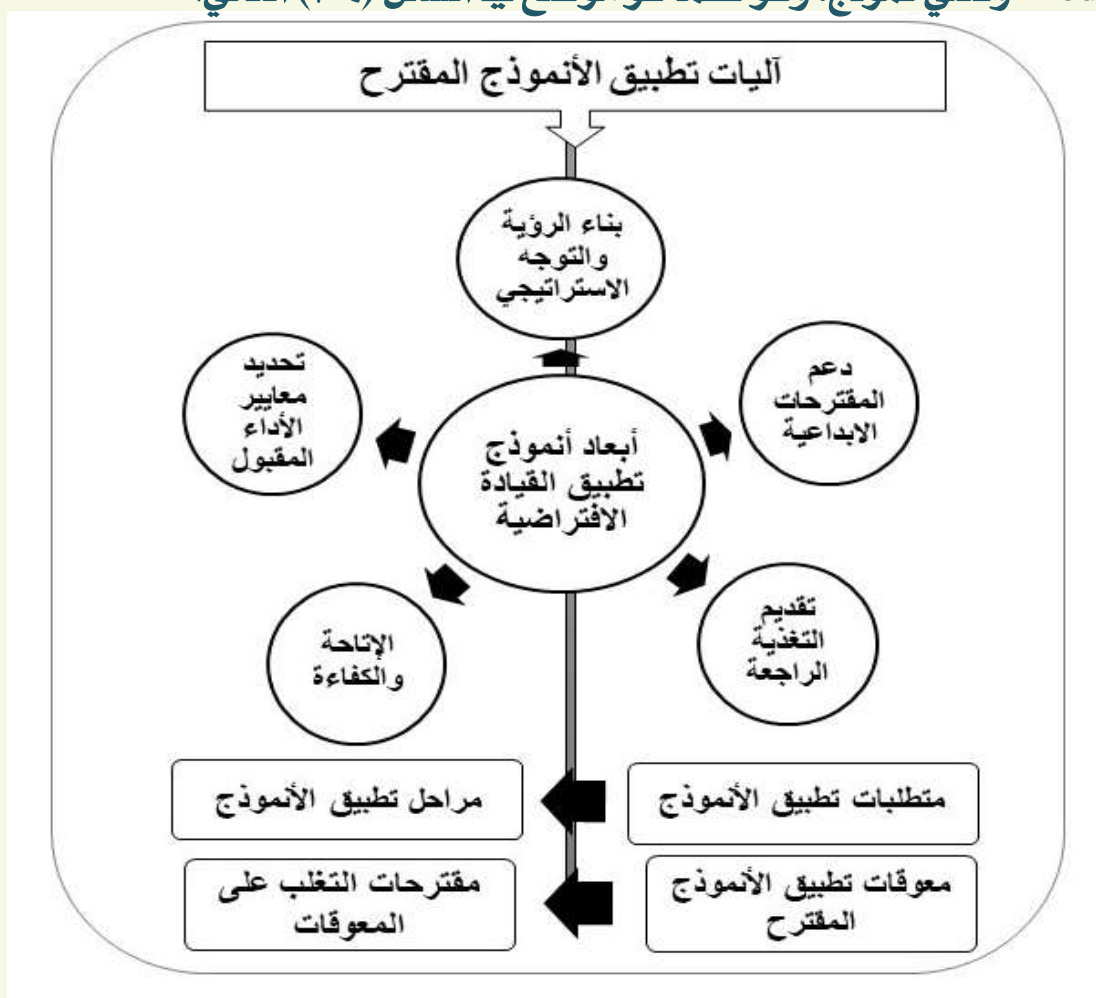 آليات تطبيق الأنموذج المقترح
بناء الرؤية
والتوجه
الاستراتيجي
دعم
المقترحات
الابداعية
تحديد
معايير
الأداء
المقبول
أبعاد أنموذج
تطبيق القيادة
الافتراضية
تقديم
التغذية
الراجعة
الإتاحة
والكفاءة
متطلبات تطبيق الأنموذج
مراحل تطبيق الأنموذج
معوقات تطبيق الأنموذج
المقترح
مقترحات التغلب على
المعوقات